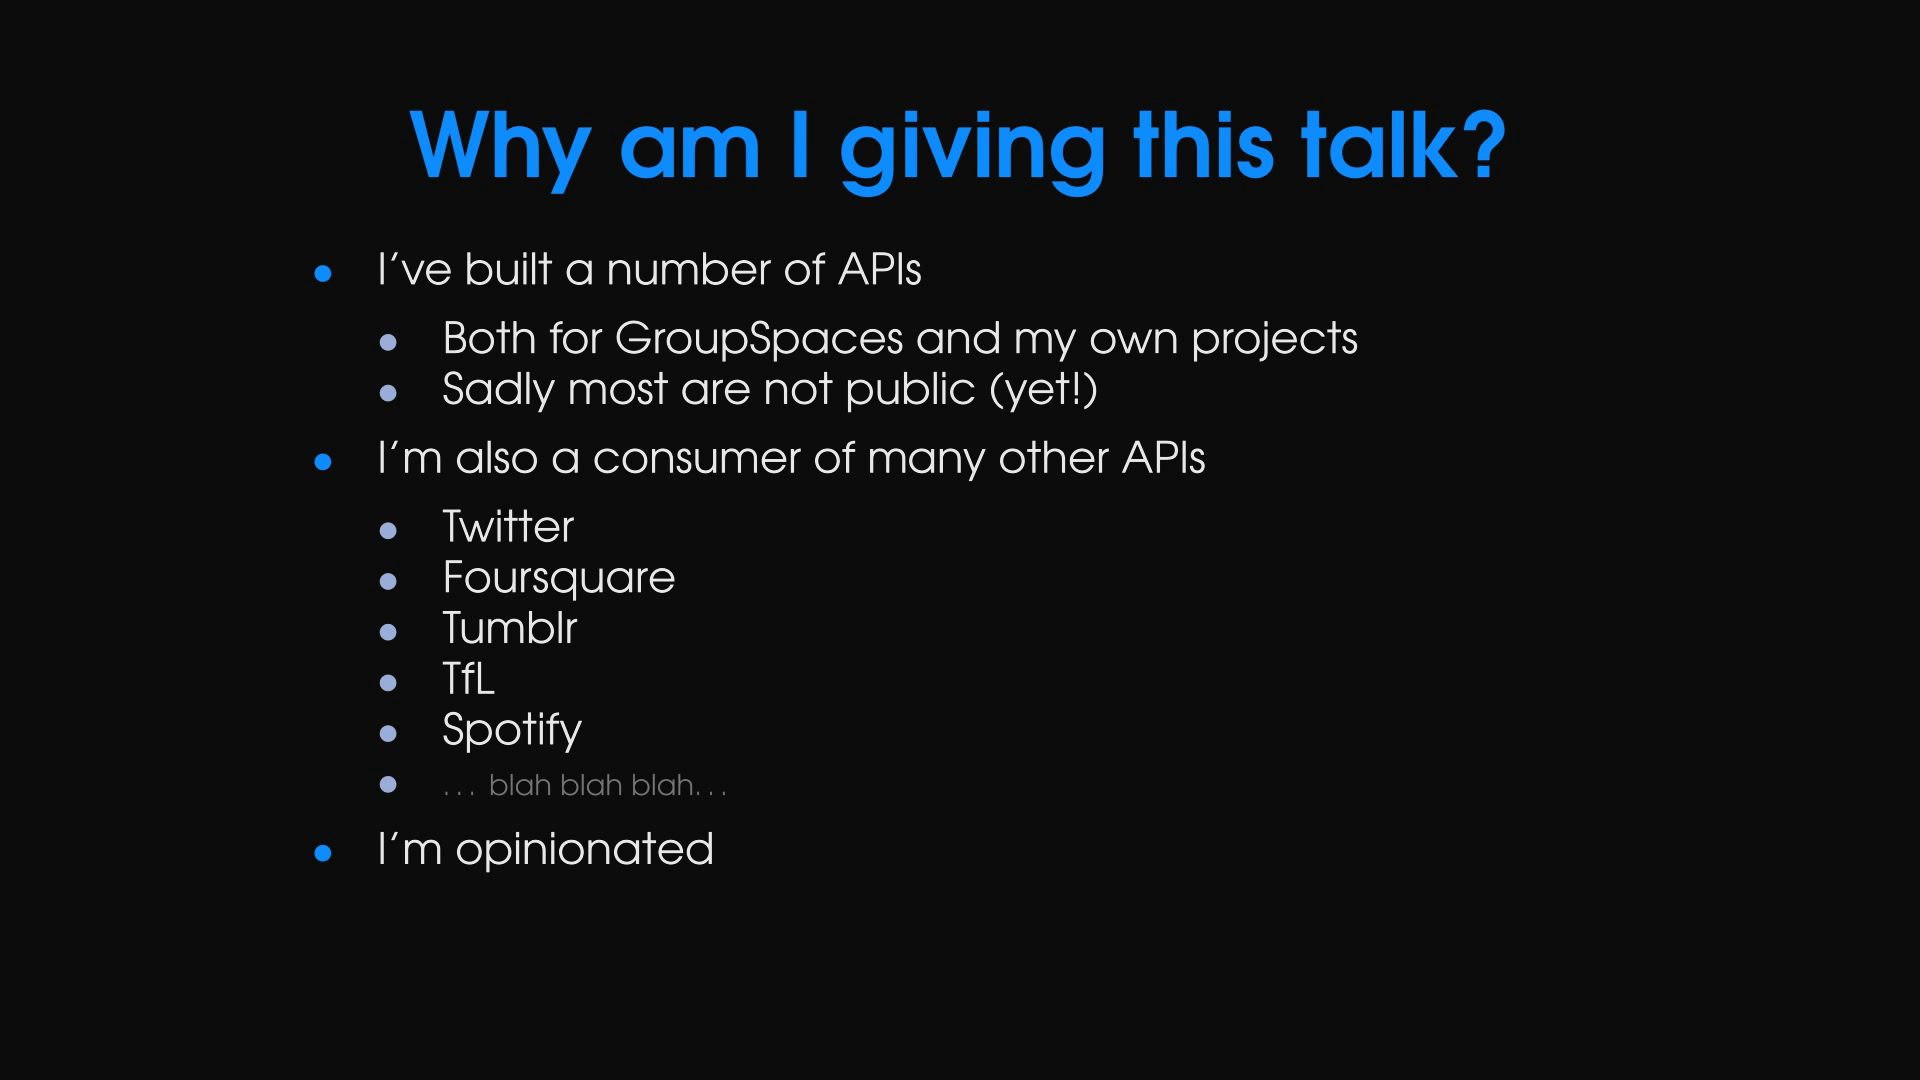 Why am I giving this talk?
• I’ve built a number of APIs
• Both for GroupSpaces and my own projects
• Sadly most are not public (yet!)
• I’m also a consumer of many other APIs
• Twitter
• Foursquare
• Tumblr
• TfL
• Spotify
• ... blah blah blah...
• I’m opinionated